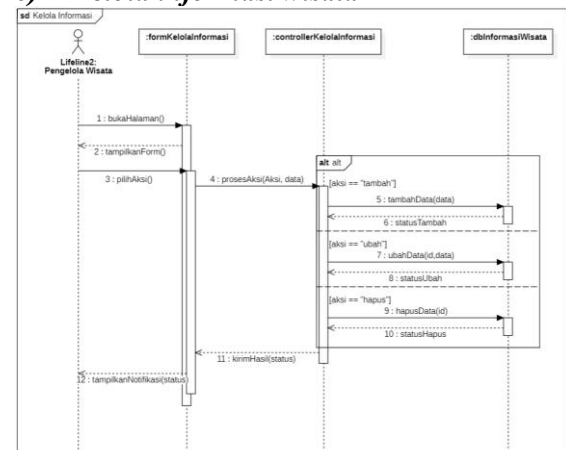 sd Kelola Informasi
:formKelolaInformasi
:controllerKelolaInformasi
:dbInformasiWisata
Lifeline2:
Pengelola Wisata
1 : bukaHalaman()
2 : tampilkanForm()
3 : pilihAksi()
4 : prosesAksi(Aksi, data)
alt alt
[aksi == "tambah"]
5 : tambahData(data)
6 : statusTambah
[aksi == "ubah"]
7 : ubahData(id,data)
8 : statusUbah
[aksi == "hapus"]
9 : hapusData(id)
10 : statusHapus
11 : kirimHasil(status)
12 : tampilkanNotifikasi(status)